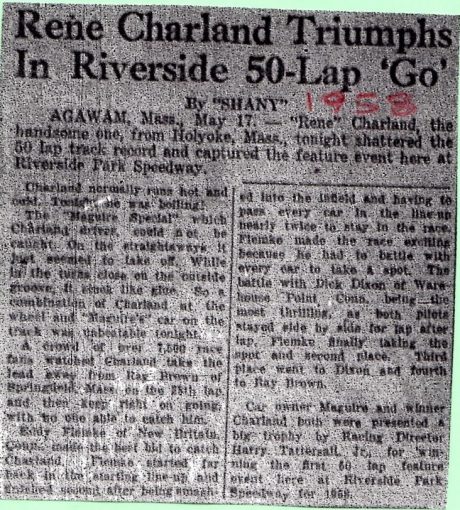 Rene Charland Triumphs
In Riverside 50-Lap 'Go'
By "SHANY" 1958
AGAWAM, Mass., May 17. — "Rene" Charland, the
handsome one, from Holyoke, Mass., tonight shattered the
50 lap track record and captured the feature event here at
Riverside Park Speedway.
Charland normally runs hot and
cold. Tonight he was boiling!
The "Maguire Special" which
Charland drives could not be
caught. On the straightaways it
just seemed to take off. While
in the turns close on the outside
groove, it stuck like glue. So a
combination of Charland at the
wheel and "Maguire's" car on the
track was unbeatable tonight.
A crowd of over 7,500 race
fans watched Charland take the
lead away from Ray Brown of
Springfield, Mass., on the 25th lap
and then keep right on going
with no one able to catch him.
Eddy Flemke of New Britain,
Conn., made the best bid to catch
Charland. Flemke started far
back in the starting line-up and
finished second after being
ed into the infield and having to
pass every car in the line-up
nearly twice to stay in the race.
Flemke made the race exciting
because he had to battle with
every car to take a spot. The
battle with Dick Dixon of Ware-
house Point, Conn., being the
most thrilling, as both pilots
stayed side by side for lap after
lap. Flemke finally taking the
spot and second place. Third
place went to Dixon and fourth
to Ray Brown.
Car owner Maguire and winner
Charland both were presented a
big trophy by Racing Director
Harry Tattersall, Jr., for win-
ning the first 50 lap feature
event here at Riverside Park
Speedway for 1958.